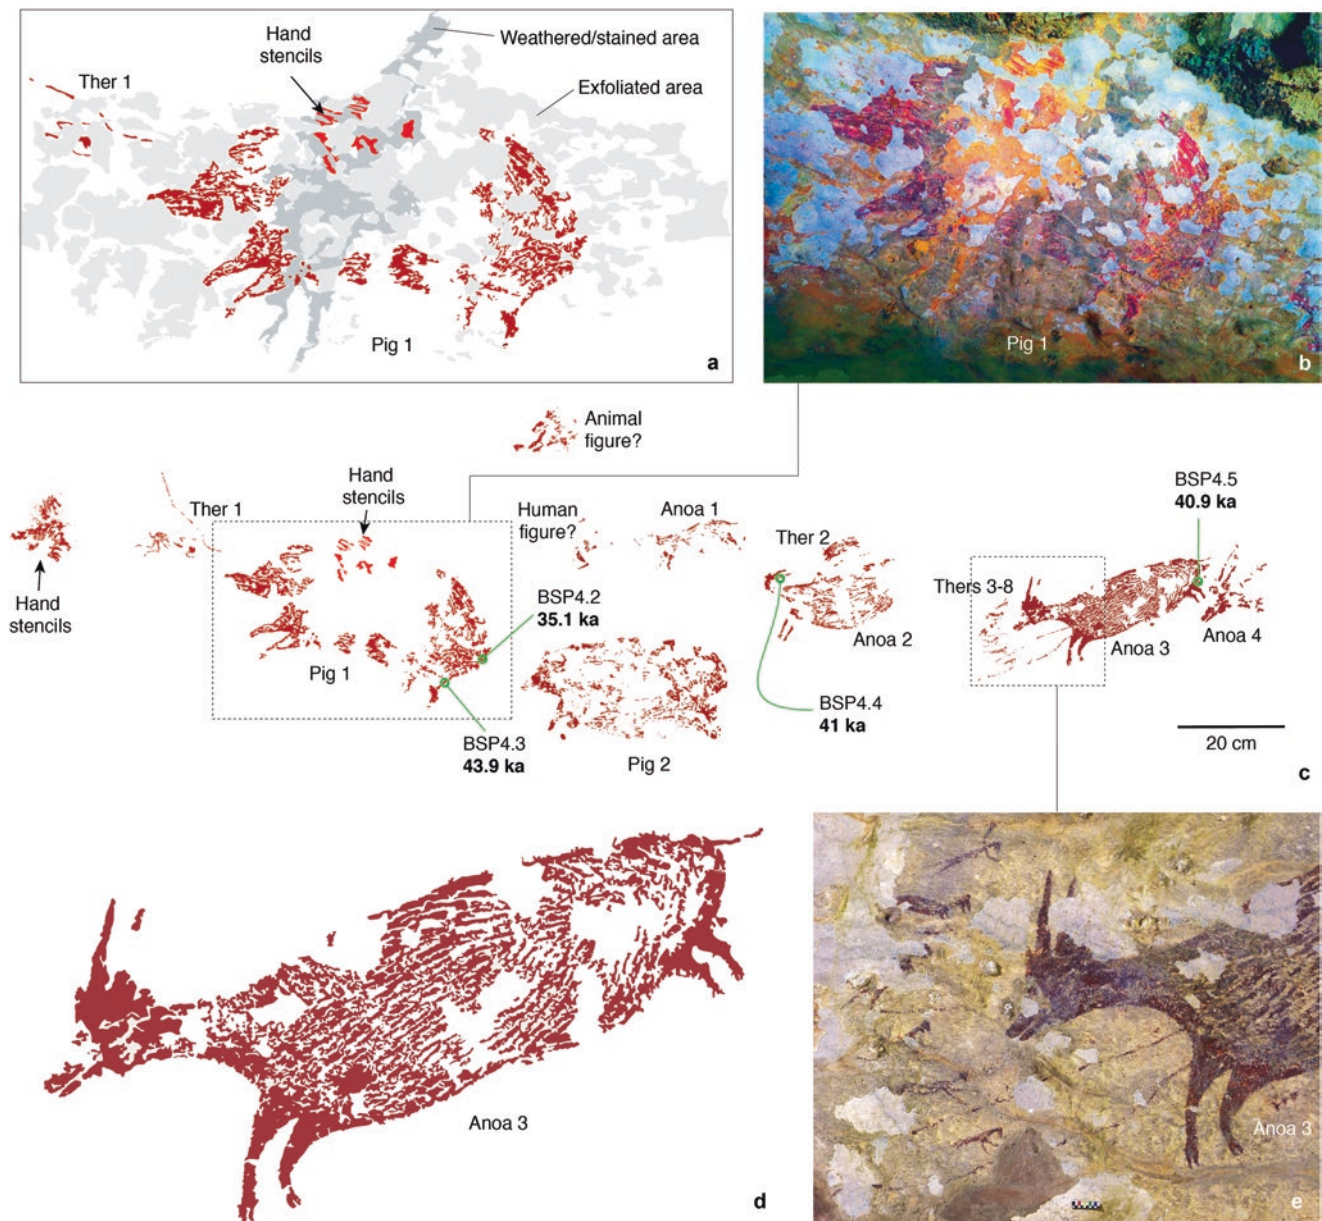 Weathered/stained area
Hand
stencils
Ther 1
Exfoliated area
Pig 1
a
Pig 1
b
Animal
figure?
Hand
stencils
Ther 1
Human
figure?
Anoa 1
BSP4.5
40.9 ka
Ther 2
Thers 3-8
Hand
stencils
BSP4.2
35.1 ka
Anoa 2
Anoa 3
Anoa 4
Pig 1
BSP4.4
41 ka
BSP4.3
43.9 ka
Pig 2
20 cm
c
Anoa 3
d
Anoa 3
e